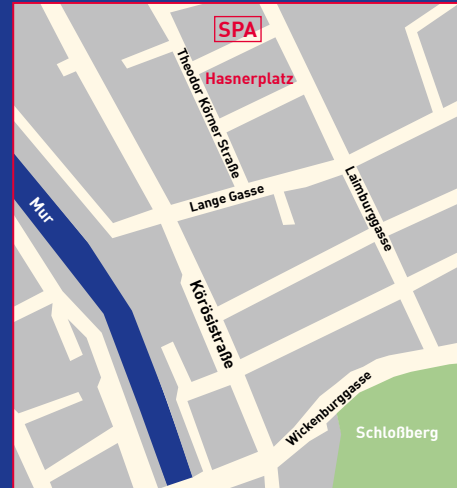 SPA
Hasnerplatz
Theodor Körner Straße
Lange Gasse
Laimburggasse
Mur
Körösistraße
Wickenburggasse
Schloßberg